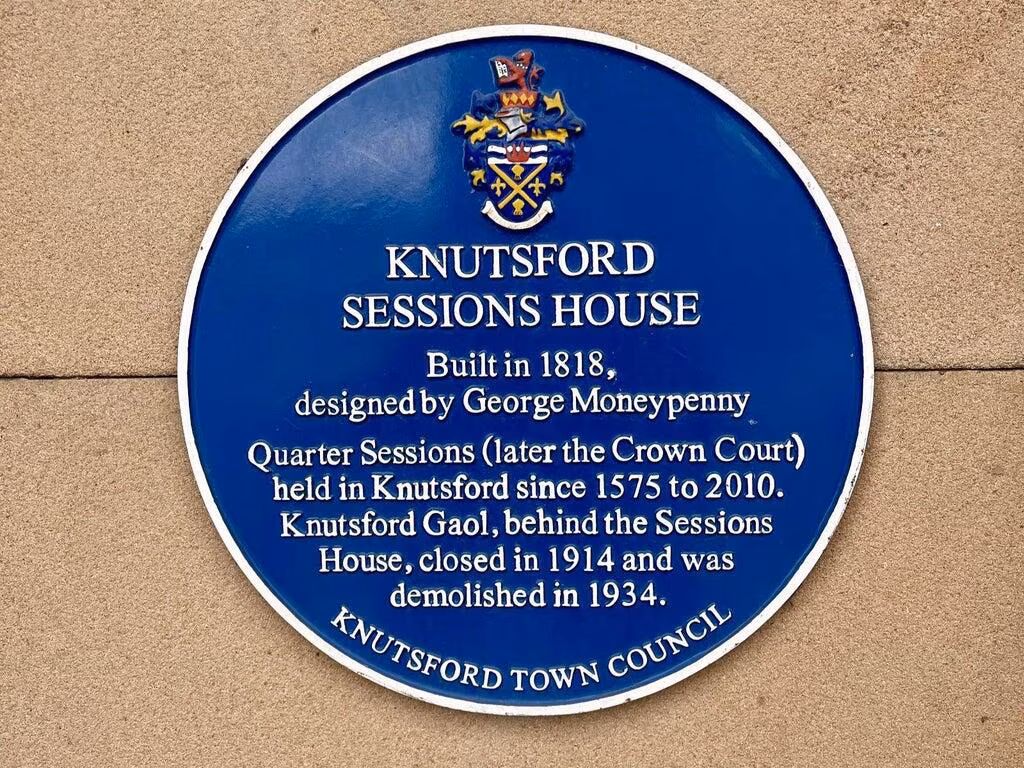 KNUTSFORD
SESSIONS HOUSE
Built in 1818,
designed by George Moneypenny
Quarter Sessions (later the Crown Court)
held in Knutsford since 1575 to 2010.
Knutsford Gaol, behind the Sessions
House, closed in 1914 and was
demolished in 1934.
KNUTSFORD TOWN COUNCIL